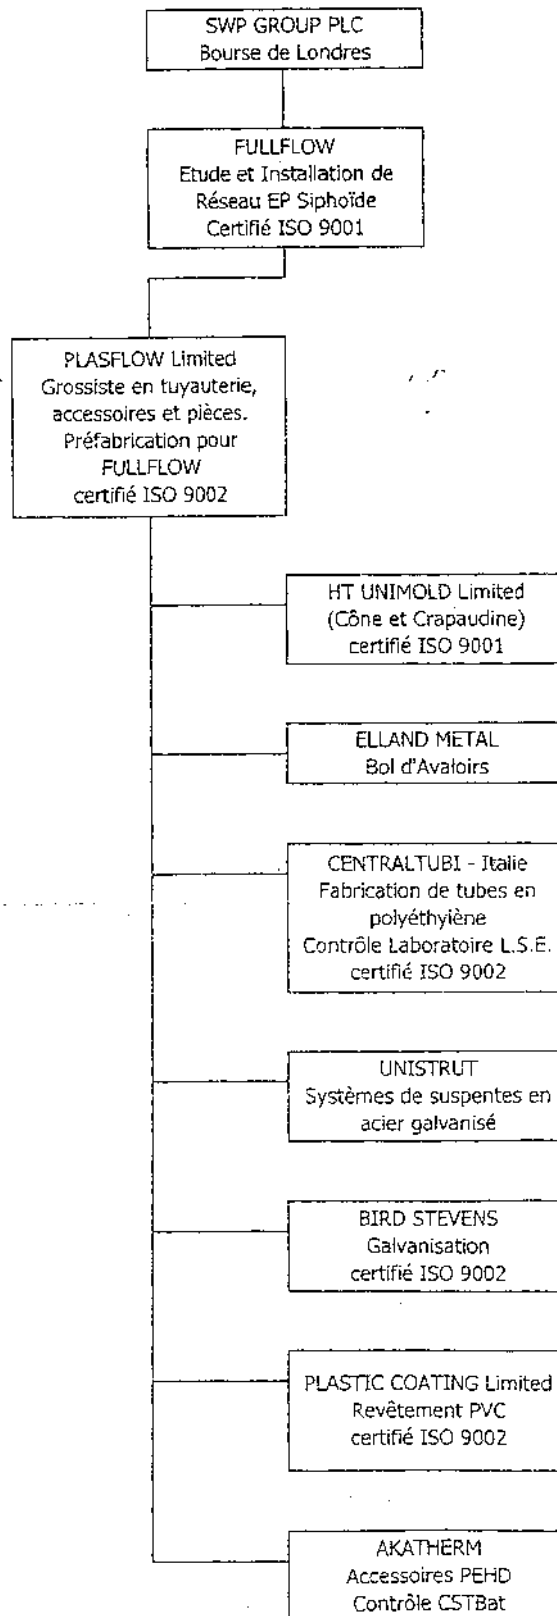 SWP GROUP PLC
Bourse de Londres
FULLFLOW
Etude et Installation de
Réseau EP Siphoïde
Certifié ISO 9001
PLASFLOW Limited
Grossiste en tuyauterie,
accessoires et pièces.
Préfabrication pour
FULLFLOW
certifié ISO 9002
HT UNIMOLD Limited
(Cône et Crapaudine)
certifié ISO 9001
ELLAND METAL
Bol d'Avaloirs
CENTRALTUBI - Italie
Fabrication de tubes en
polyéthylène
Contrôle Laboratoire L.S.E.
certifié ISO 9002
UNISTRUT
Systèmes de suspentes en
acier galvanisé
BIRD STEVENS
Galvanisation
certifié ISO 9002
PLASTIC COATING Limited
Revêtement PVC
certifié ISO 9002
AKATHERM
Accessoires PEHD
Contrôle CSTBat